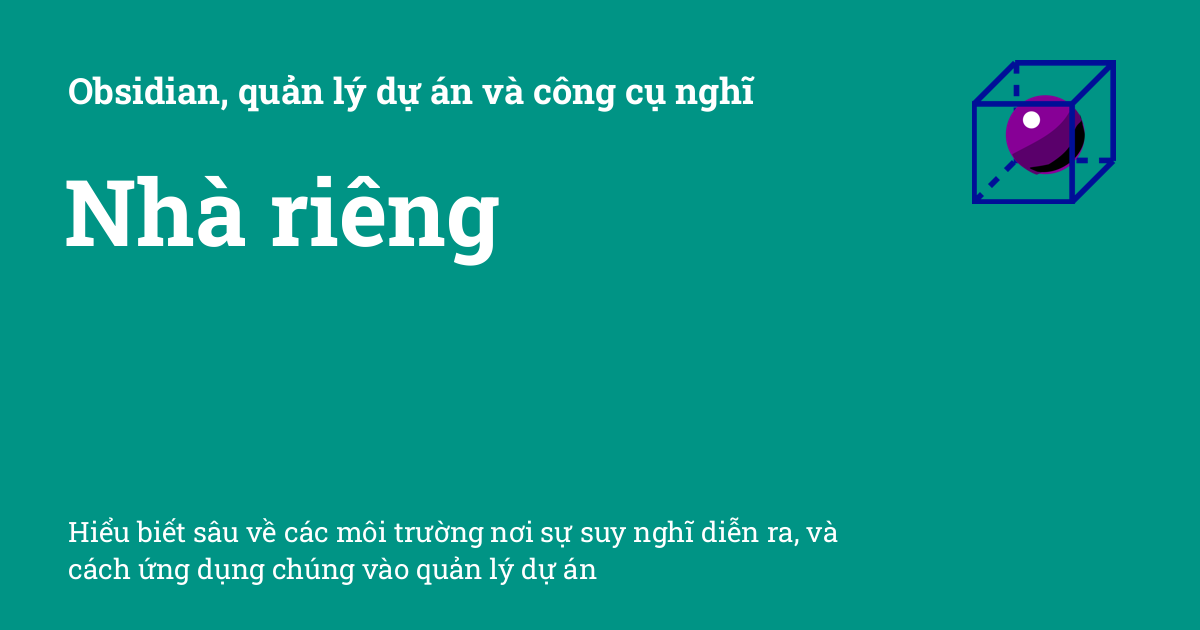 Obsidian, quản lý dự án và công cụ nghĩ
Nhà riêng
Hiểu biết sâu về các môi trường nơi sự suy nghĩ diễn ra, và
cách ứng dụng chúng vào quản lý dự án